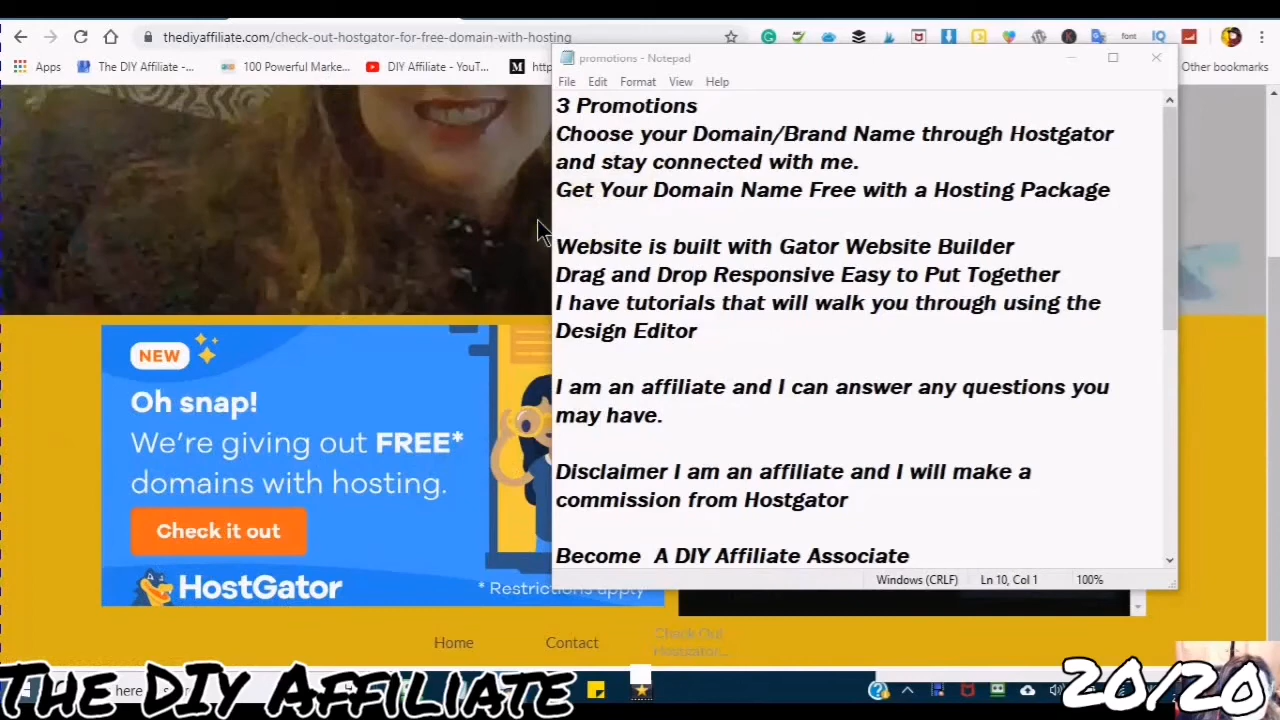 thediyaffiliate.com/check-out-hostgator-for-free-domain-with-hosting
Apps
The DIY Affiliate -...
100 Powerful Marke...
DIY Affiliate - YouT...
Other bookmarks
promotions - Notepad
File Edit Format View Help
3 Promotions
Choose your Domain/Brand Name through Hostgator
and stay connected with me.
Get Your Domain Name Free with a Hosting Package
Website is built with Gator Website Builder
Drag and Drop Responsive Easy to Put Together
I have tutorials that will walk you through using the
Design Editor
I am an affiliate and I can answer any questions you
may have.
Disclaimer I am an affiliate and I will make a
commission from Hostgator
Become A DIY Affiliate Associate
Windows (CRLF) Ln 10, Col 1 100%
NEW
Oh snap!
We're giving out FREE*
domains with hosting.
Check it out
HostGator
* Restrictions apply
Home Contact Check Out
Hostgator...
here
The DIY Affiliate
20/20